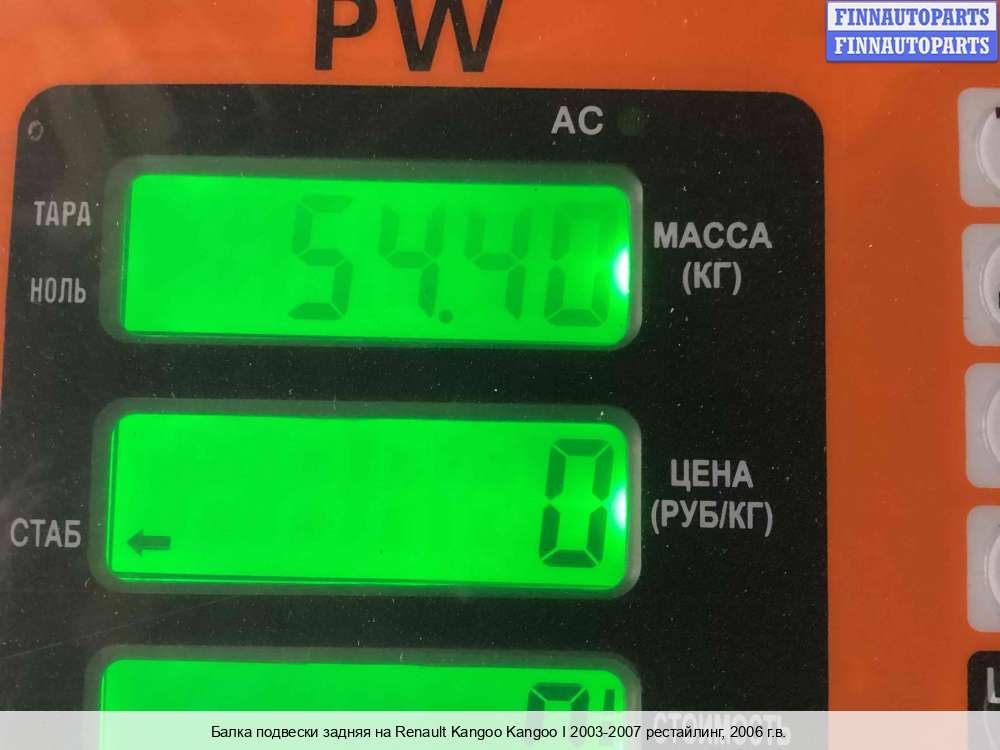 PW
FINNAUTOPARTS
FINNAUTOPARTS
AC
ТАРА
НОЛЬ
54.40
МАССА
(КГ)
СТАБ
0
ЦЕНА
(РУБ/КГ)
СТОИМОСТЬ
Балка подвески задняя на Renault Kangoo Kangoo I 2003-2007 рестайлинг, 2006 г.в.